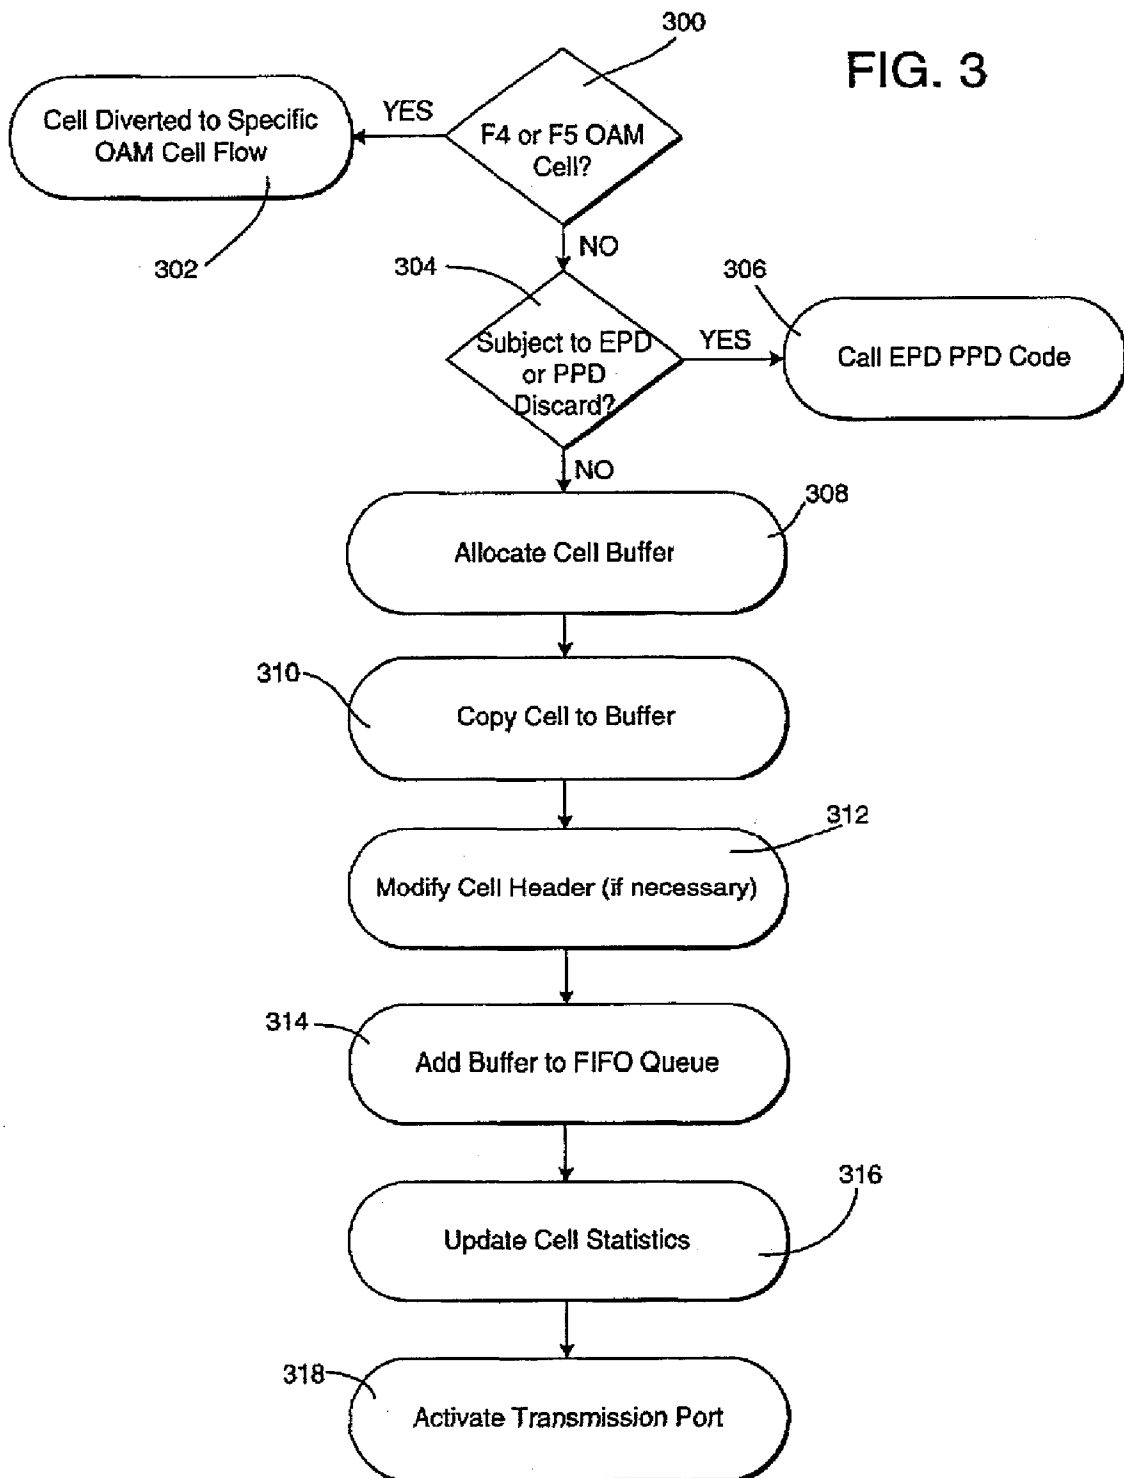 300
FIG. 3
Cell Diverted to Specific
OAM Cell Flow
YES
F4 or F5 OAM
Cell?
302
NO
304
306
Subject to EPD
or PPD
Discard?
YES
Call EPD PPD Code
NO
308
Allocate Cell Buffer
310
Copy Cell to Buffer
312
Modify Cell Header (if necessary)
314
Add Buffer to FIFO Queue
316
Update Cell Statistics
318
Activate Transmission Port